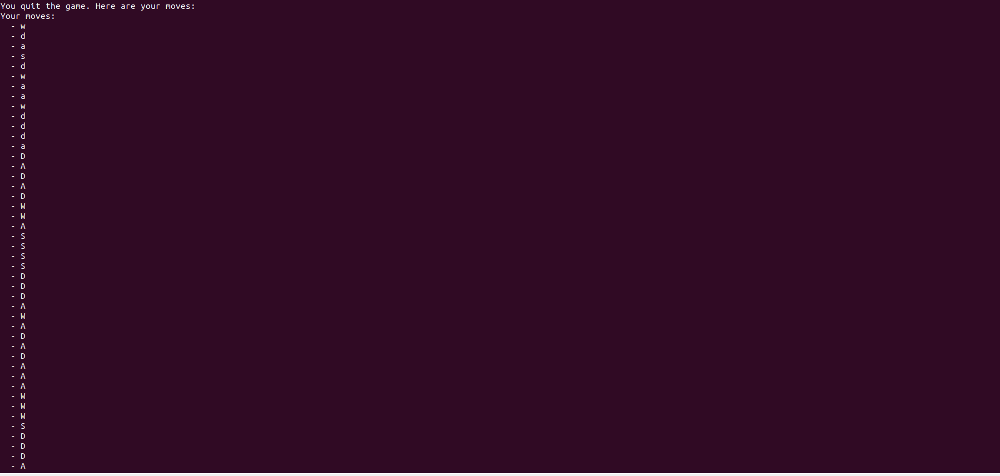 You quit the game. Here are your moves:
Your moves:
  - w
  - d
  - a
  - s
  - d
  - w
  - a
  - a
  - w
  - d
  - d
  - d
  - a
  - D
  - A
  - D
  - A
  - D
  - W
  - W
  - A
  - S
  - S
  - S
  - S
  - D
  - D
  - D
  - A
  - W
  - A
  - D
  - A
  - D
  - A
  - A
  - A
  - W
  - W
  - W
  - S
  - D
  - D
  - D
  - A